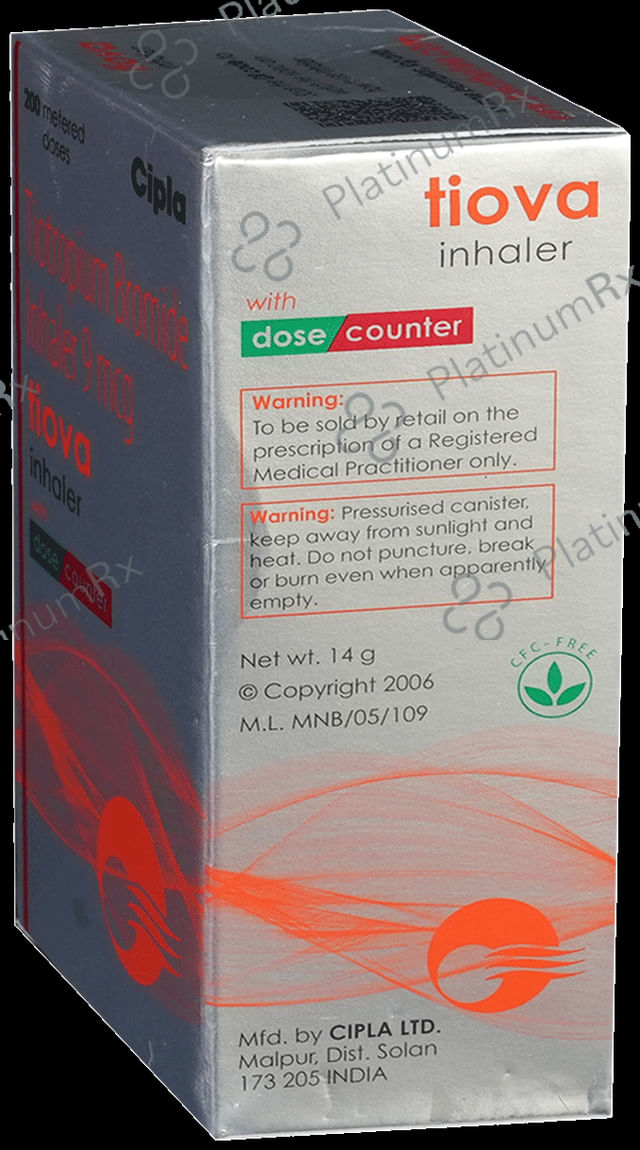 200 metered
doses
Cipla
Tiotropium Bromide
Inhaler 9 mcg
tiova
inhaler
with
dose counter
tiova
inhaler
with
dose counter
Warning:
To be sold by retail on the
prescription of a Registered
Medical Practitioner only.
Warning: Pressurised canister,
keep away from sunlight and
heat. Do not puncture, break
or burn even when apparently
empty.
Net wt. 14 g
© Copyright 2006
M.L. MNB/05/109
CFC-FREE
Mfd. by CIPLA LTD.
Malpur, Dist. Solan
173 205 INDIA
PlatinumRx
PlatinumRx